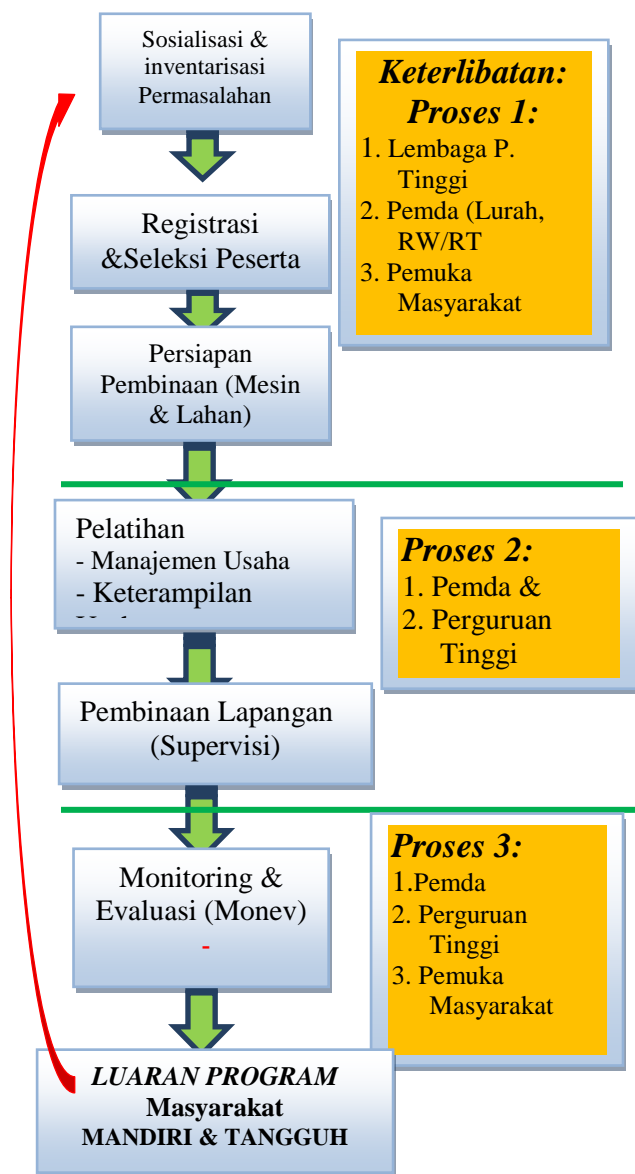 Sosialisasi &
inventarisasi
Permasalahan
Keterlibatan:
Proses 1:
1. Lembaga P.
Tinggi
2. Pemda (Lurah,
RW/RT
3. Pemuka
Masyarakat
Registrasi
&Seleksi Peserta
Persiapan
Pembinaan (Mesin
& Lahan)
Pelatihan
- Manajemen Usaha
- Keterampilan
Proses 2:
1. Pemda &
2. Perguruan
Tinggi
Pembinaan Lapangan
(Supervisi)
Monitoring &
Evaluasi (Monev)
-
Proses 3:
1.Pemda
2. Perguruan
Tinggi
3. Pemuka
Masyarakat
LUARAN PROGRAM
Masyarakat
MANDIRI & TANGGUH